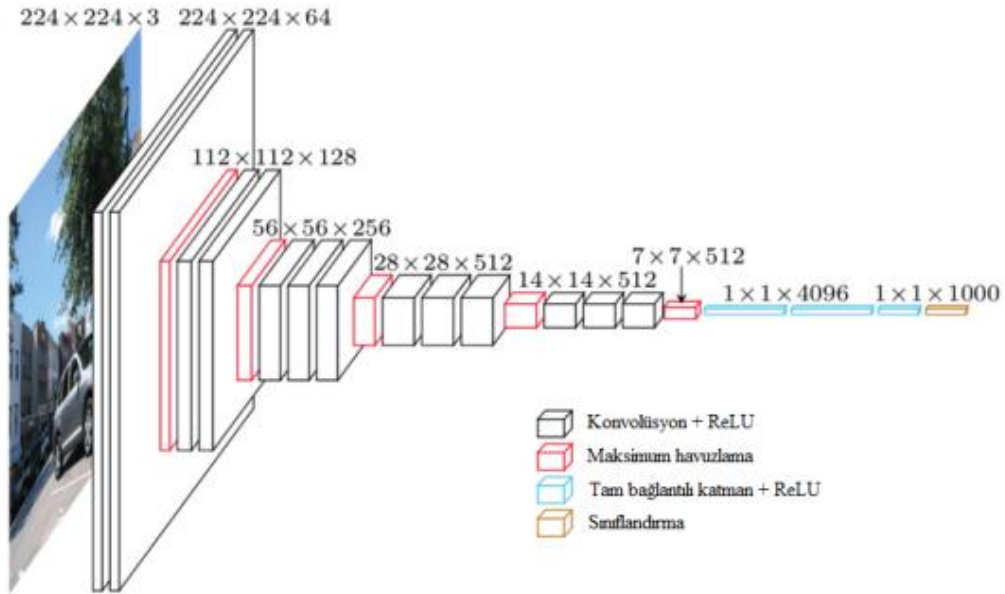 224 × 224 × 3
224 × 224 × 64
112 × 112 × 128
56 × 56 × 256
28 × 28 × 512
14 × 14 × 512
7 × 7 × 512
1 × 1 × 4096
1 × 1 × 1000
Konvolüsyon + ReLU
Maksimum havuzlama
Tam bağlantılı katman + ReLU
Sınıflandırma